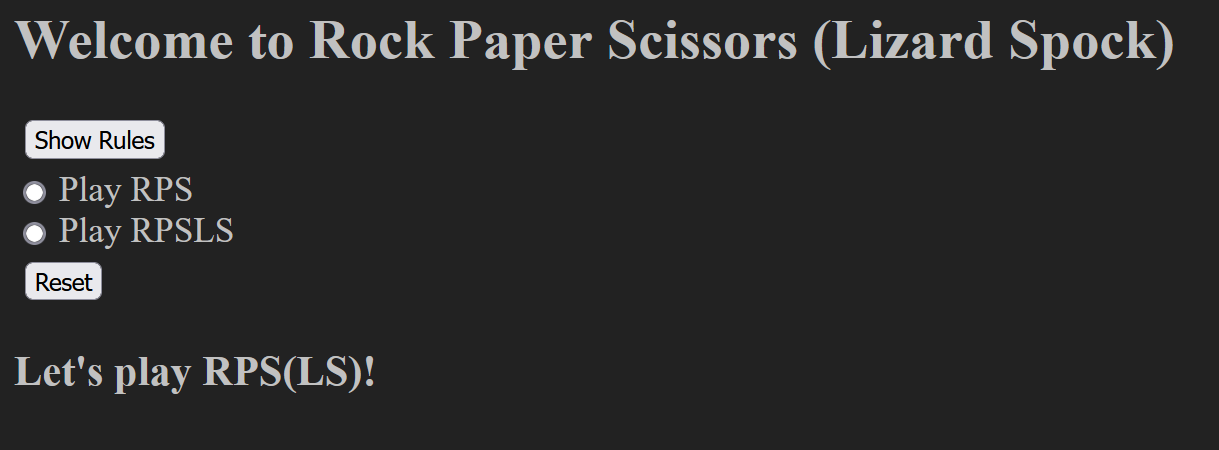 Welcome to Rock Paper Scissors (Lizard Spock)
Show Rules
Play RPS
Play RPSLS
Reset
Let's play RPS(LS)!